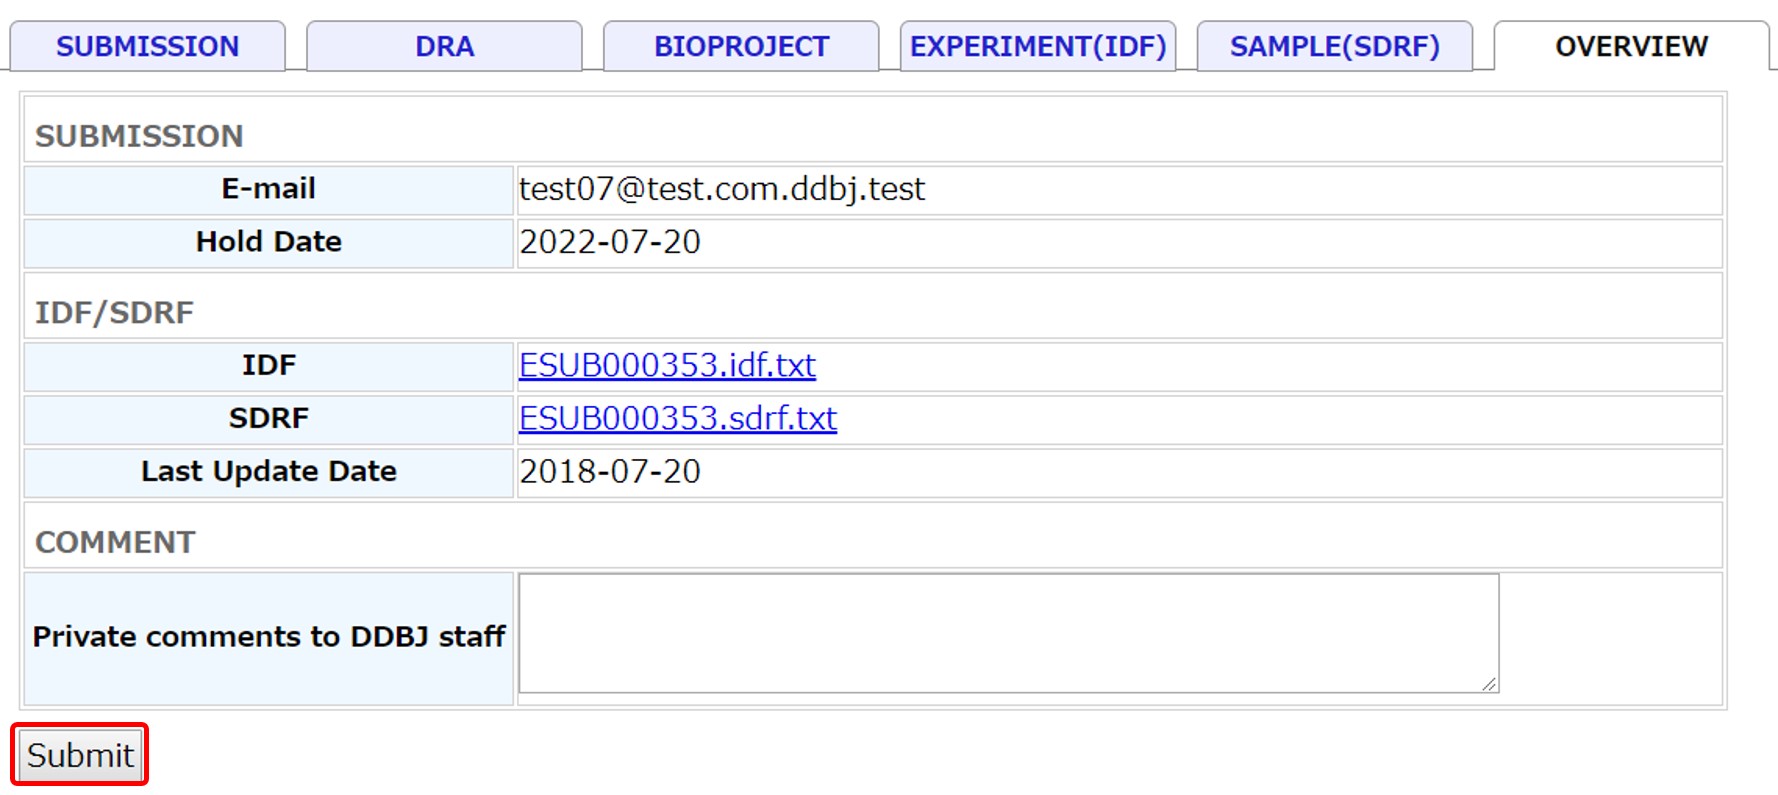 SUBMISSION DRA BIOPROJECT EXPERIMENT(IDF) SAMPLE(SDRF) OVERVIEW
SUBMISSION
E-mail test07@test.com.ddbj.test
Hold Date 2022-07-20
IDF/SDRF
IDF ESUB000353.idf.txt
SDRF ESUB000353.sdrf.txt
Last Update Date 2018-07-20
COMMENT
Private comments to DDBJ staff
Submit